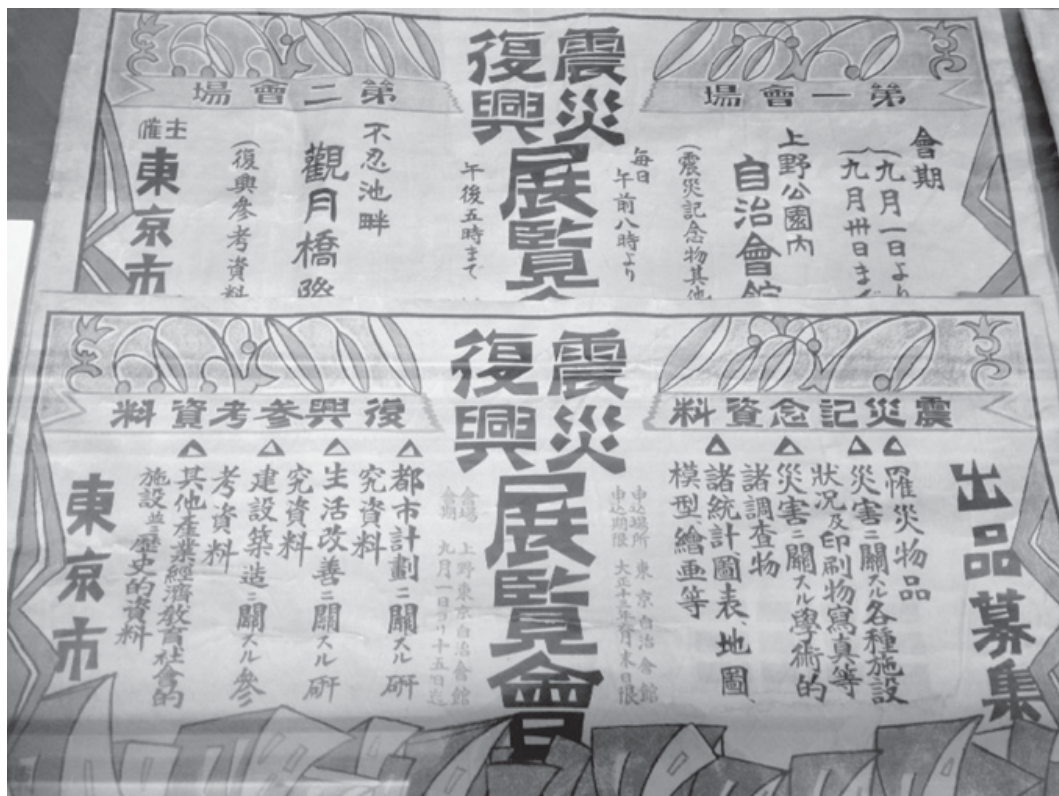 震災
復興
展覧
第一會場
會期
九月一日より
九月卅日ま
上野公園内
自治會館
(震災記念物其他
毎日
午前八時より
午後五時まて
第二會場
不忍池畔
觀月橋際
(復興參考資料
主催
東京市
震災
復興
展覧會
出品募集
震災記念資料
△罹災物品
△災害ニ關スル各種施設
状況及印刷物寫真等
△災害ニ關スル學術的
諸調査物
△諸統計圖表、地圖
模型繪画等
申込場所 東京自治會館
申込期限 大正十三年 月末日限
會場 上野東京自治會館
會期 九月一日ヨリ十五日迄
復興参考資料
△都市計劃ニ關スル研
究資料
△生活改善ニ關スル研
究資料
△建設築造ニ關スル参
考資料
△其他產業經濟教育社會的
施設並ニ歴史的資料
東京市